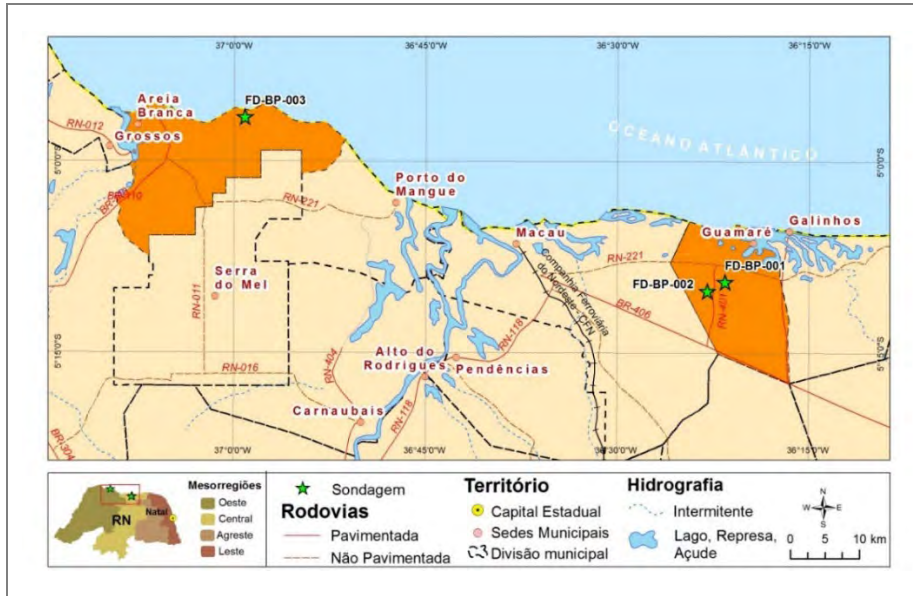 37°0'0"W
36°45'0"W
36°30'0"W
36°15'0"W
FD-BP-003
Areia
Branca
RN-012
Grossos
OCEANO ATLÂNTICO
5°0'0"S
5°0'0"S
Porto do
Mangue
RN-221
Macau
Guamaré
Galinhos
Serra
do Mel
RN-011
Companhia Ferroviária
do Nordeste - CFN
RN-221
FD-BP-001
FD-BP-002
RN-401
BR-406
RN-118
5°15'0"S
5°15'0"S
RN-016
RN-404
Alto do
Rodrigues
Pendências
Carnaubais
RN-118
BR-304
37°0'0"W
36°45'0"W
36°30'0"W
36°15'0"W
Mesorregiões
Oeste
Central
Agreste
Leste
RN
Natal
Sondagem
Rodovias
Pavimentada
Não Pavimentada
Território
Capital Estadual
Sedes Municipais
Divisão municipal
Hidrografia
Intermitente
Lago, Represa,
Açude
N
W
E
S
0 5 10 km